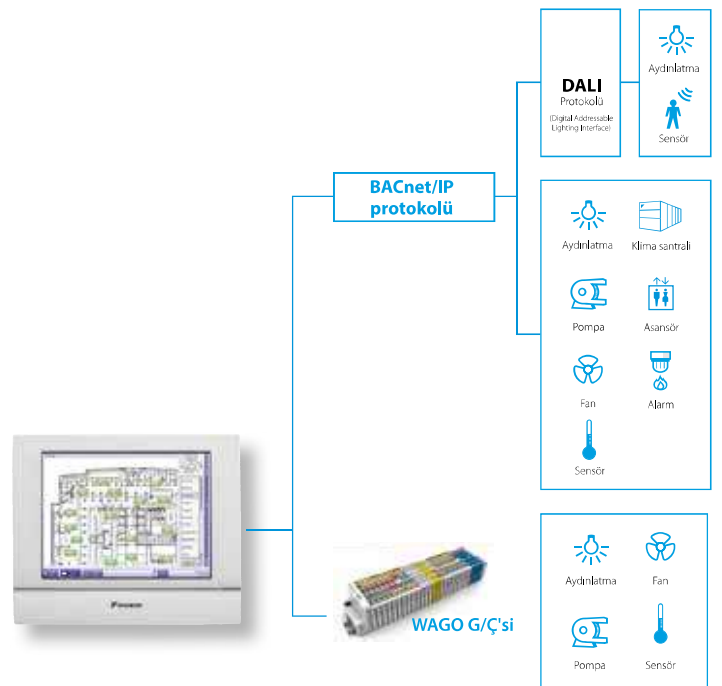 DALI
Protokolü
(Digital Addressable
Lighting Interface)
Aydınlatma
Sensör
BACnet/IP
protokolü
Aydınlatma
Klima santrali
Pompa
Asansör
Fan
Alarm
Sensör
DAIKIN
WAGO G/Ç'si
Aydınlatma
Fan
Pompa
Sensör